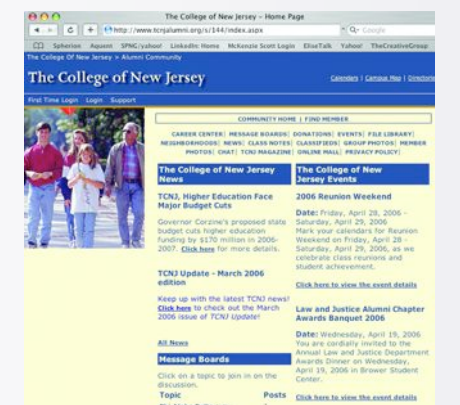 The College of New Jersey - Home Page
http://www.tcnjalumni.org/s/144/index.aspx
Google
Spherion Aquent SPNG/yahoo! LinkedIn: Home McKenzie Scott Login EliseTalk Yahoo! TheCreativeGroup
The College Of New Jersey > Alumni Community
The College of New Jersey
Calendars | Campus Map | Directorie
First Time Login Login Support
COMMUNITY HOME | FIND MEMBER
CAREER CENTER| MESSAGE BOARDS| DONATIONS| EVENTS| FILE LIBRARY|
NEIGHBORHOODS| NEWS| CLASS NOTES| CLASSIFIEDS| GROUP PHOTOS| MEMBER
PHOTOS| CHAT| TCNJ MAGAZINE| ONLINE MALL| PRIVACY POLICY|
The College of New Jersey
News
TCNJ, Higher Education Face
Major Budget Cuts
Governor Corzine's proposed state
budget cuts higher education
funding by $170 million in 2006-
2007. Click here for more details.
TCNJ Update - March 2006
edition
Keep up with the latest TCNJ news!
Click here to check out the March
2006 issue of TCNJ Update!
All News
Message Boards
Click on a topic to join in on the
discussion.
Topic Posts
The College of New
Jersey Events
2006 Reunion Weekend
Date: Friday, April 28, 2006 -
Saturday, April 29, 2006
Mark your calendars for Reunion
Weekend on Friday, April 28 -
Saturday, April 29, 2006, as we
celebrate class reunions and
student achievement.
Click here to view the event details
Law and Justice Alumni Chapter
Awards Banquet 2006
Date: Wednesday, April 19, 2006
You are cordially invited to the
Annual Law and Justice Department
Awards Dinner on Wednesday,
April 19, 2006 in Brower Student
Center.
Click here to view the event details